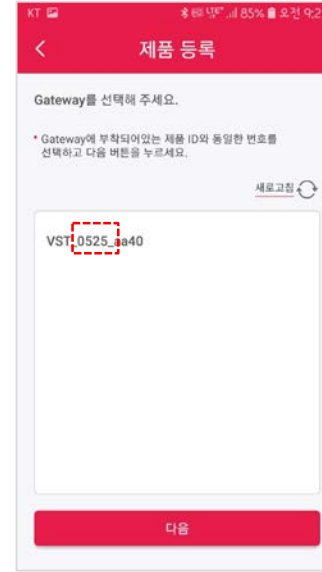 KT 85% 오전 9:2
제품 등록
Gateway를 선택해 주세요.
* Gateway에 부착되어있는 제품 ID와 동일한 번호를
선택하고 다음 버튼을 누르세요.
새로고침
VST_0525_aa40
다음